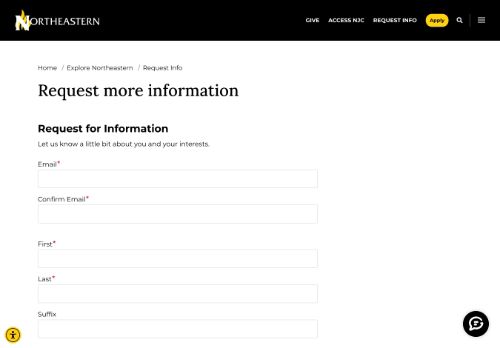 NORTHEASTERN
GIVE ACCESS NJC REQUEST INFO Apply
Home / Explore Northeastern / Request Info
Request more information
Request for Information
Let us know a little bit about you and your interests.
Email*
Confirm Email*
First*
Last*
Suffix